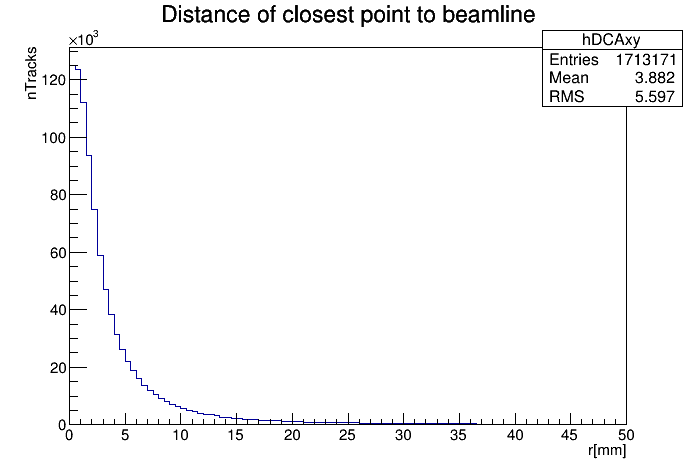 Distance of closest point to beamline
×10³
hDCAxy
Entries 1713171
Mean 3.882
RMS 5.597
nTracks
120
100
80
60
40
20
0
0 5 10 15 20 25 30 35 40 45 50
r[mm]